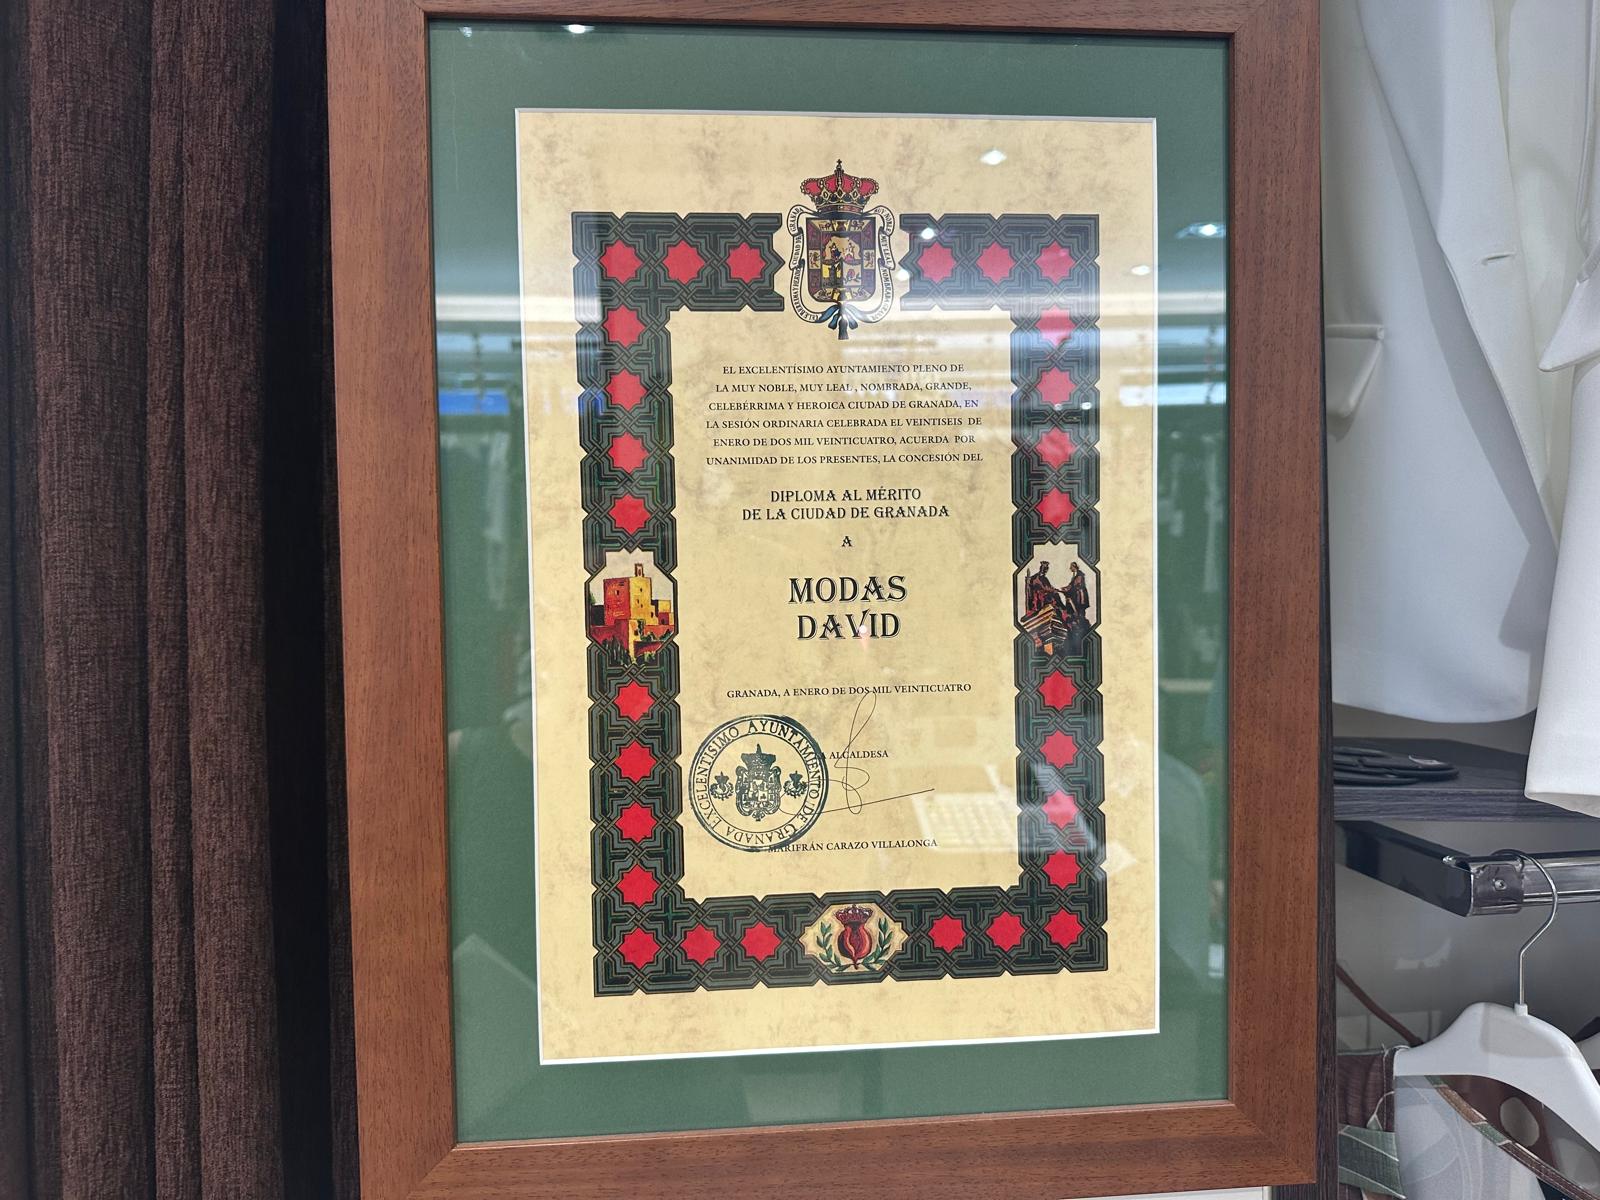 EL EXCELENTÍSIMO AYUNTAMIENTO PLENO DE
LA MUY NOBLE, MUY LEAL , NOMBRADA, GRANDE,
CELEBÉRRIMA Y HEROICA CIUDAD DE GRANADA, EN
LA SESIÓN ORDINARIA CELEBRADA EL VEINTISEIS DE
ENERO DE DOS MIL VEINTICUATRO, ACUERDA POR
UNANIMIDAD DE LOS PRESENTES, LA CONCESIÓN DEL
DIPLOMA AL MÉRITO
DE LA CIUDAD DE GRANADA
A
MODAS
DAVID
GRANADA, A ENERO DE DOS MIL VEINTICUATRO
ALCALDESA
EXCELENTISIMO AYUNTAMIENTO DE GRANADA
MARIFRÁN CARAZO VILLALONGA